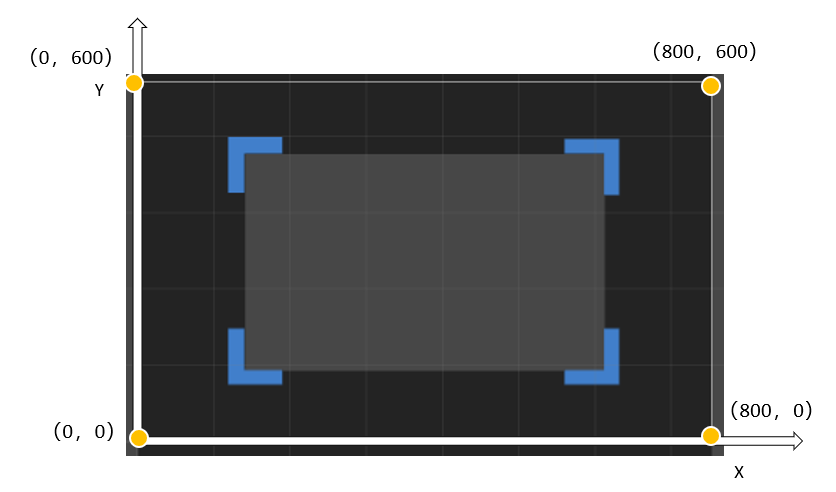 (0, 600)
(800, 600)
Y
(0, 0)
(800, 0)
X